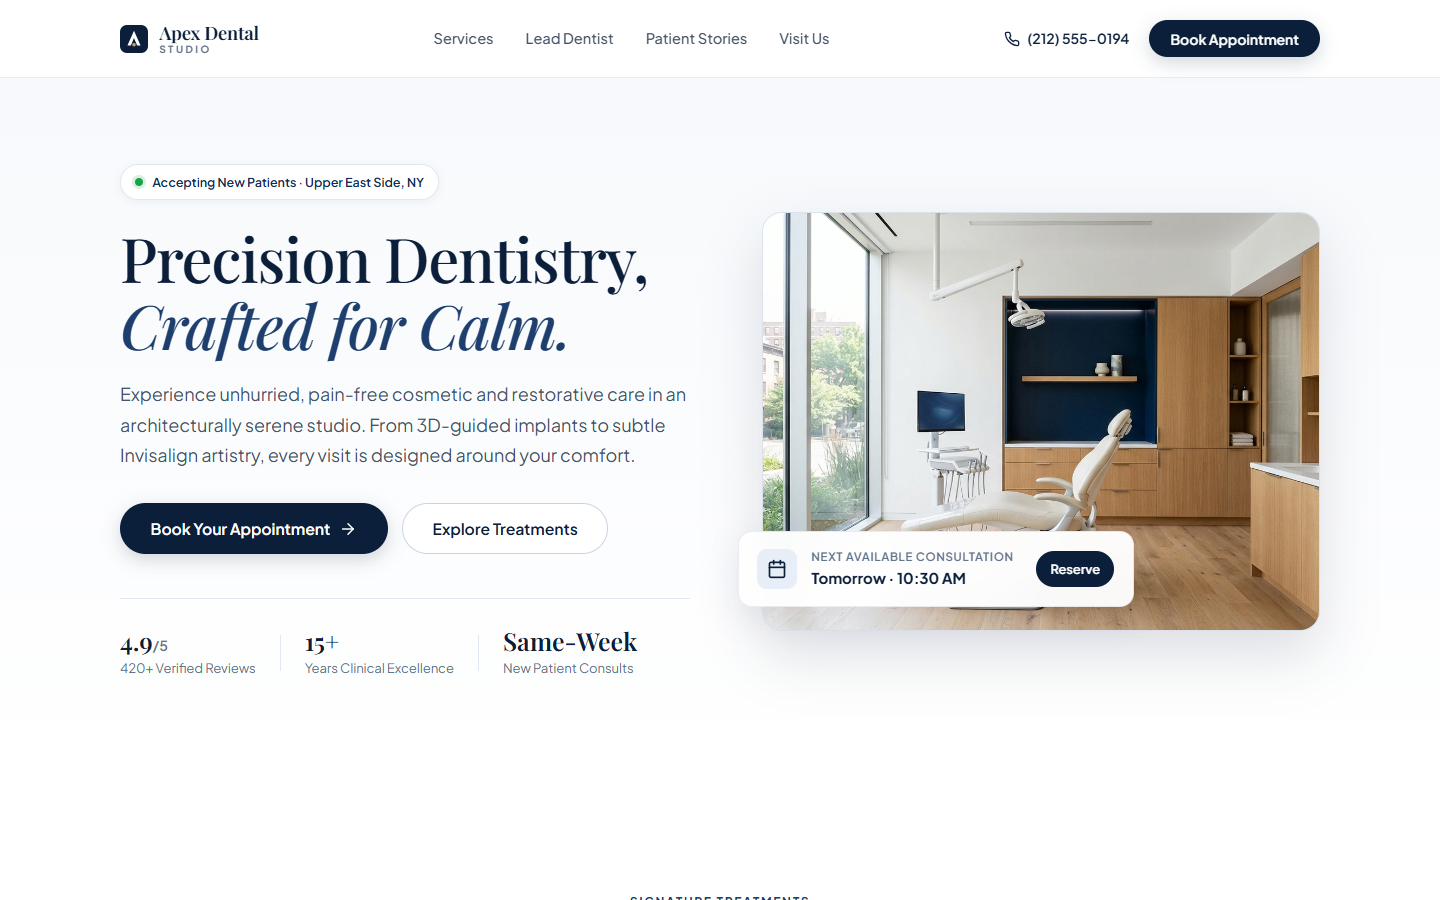 Apex Dental
STUDIO
Services
Lead Dentist
Patient Stories
Visit Us
(212) 555-0194
Book Appointment
Accepting New Patients · Upper East Side, NY
Precision Dentistry,
Crafted for Calm.
Experience unhurried, pain-free cosmetic and restorative care in an
architecturally serene studio. From 3D-guided implants to subtle
Invisalign artistry, every visit is designed around your comfort.
Book Your Appointment →
Explore Treatments
4.9/5
420+ Verified Reviews
15+
Years Clinical Excellence
Same-Week
New Patient Consults
NEXT AVAILABLE CONSULTATION
Tomorrow · 10:30 AM
Reserve
SIGNATURE TREATMENTS